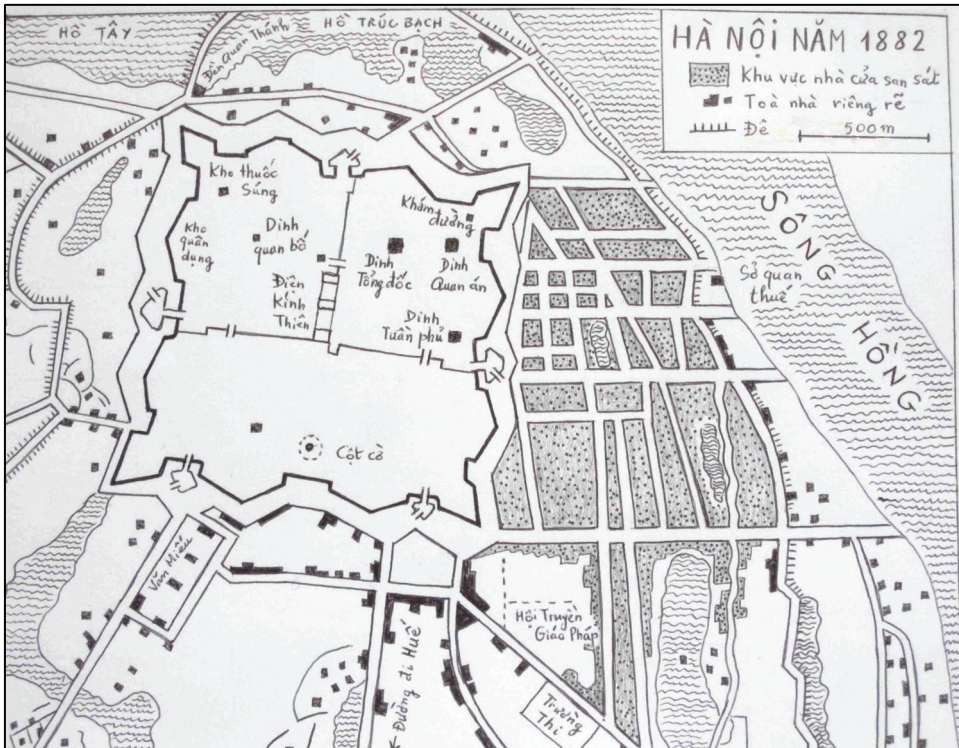 HỒ TÂY
Đền Quan Thánh
HỒ TRÚC BẠCH
HÀ NỘI NĂM 1882
Khu vực nhà cửa san sát
Toà nhà riêng rẽ
Đê
500m
Kho thuốc
Súng
Kho
quân
dụng
Dinh
quan bố
Điện
Kính
Thiên
Khám đường
Dinh
Tổng đốc
Dinh
Quan án
Dinh
Tuần phủ
Cột cờ
Sở quan
thuế
SÔNG HỒNG
Văn Miếu
Hội Truyền
Giáo Pháp
← Đường đi Huế
Trường
Thi